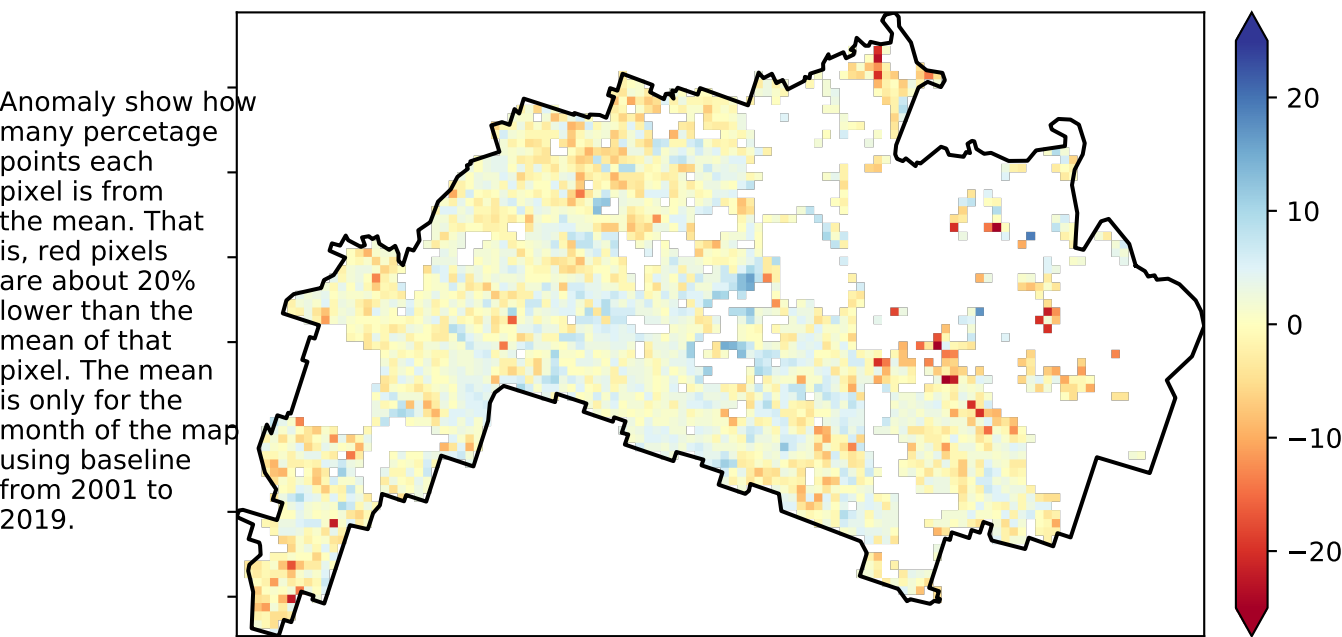 Anomaly show how
many percetage
points each
pixel is from
the mean. That
is, red pixels
are about 20%
lower than the
mean of that
pixel. The mean
is only for the
month of the map
using baseline
from 2001 to
2019.
20
10
0
−10
−20